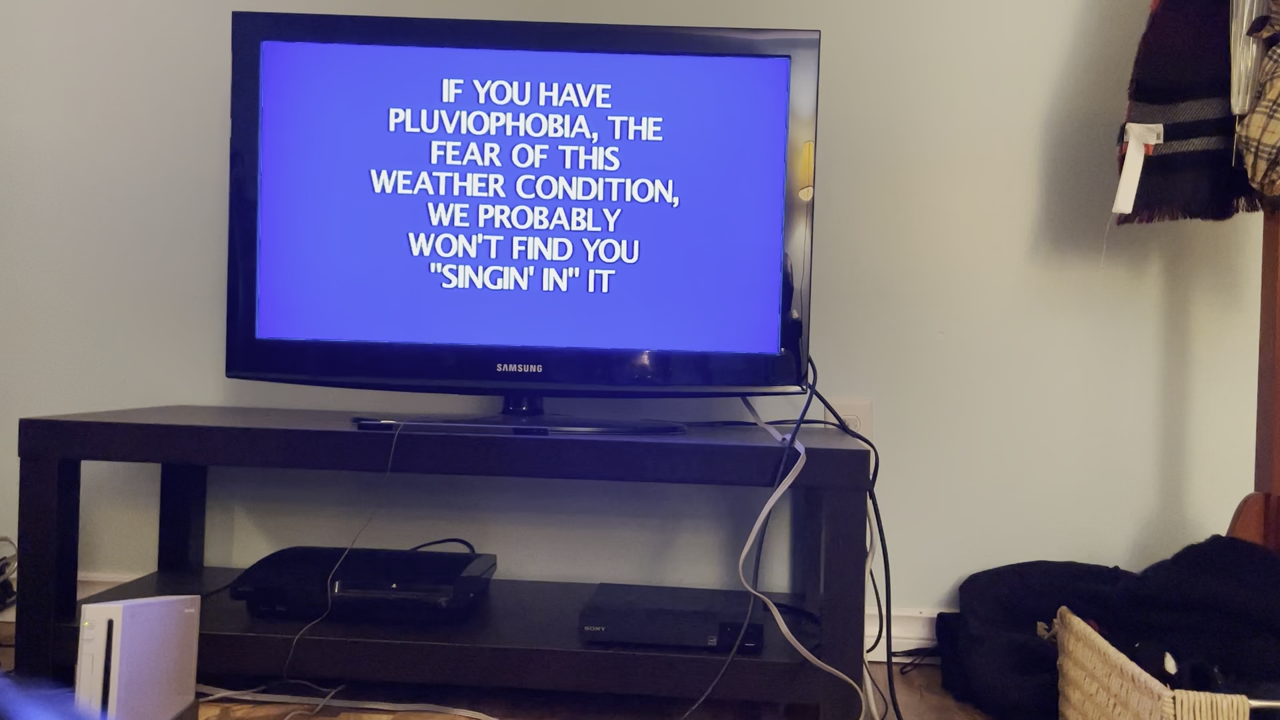 IF YOU HAVE
PLUVIOPHOBIA, THE
FEAR OF THIS
WEATHER CONDITION,
WE PROBABLY
WON'T FIND YOU
"SINGIN' IN" IT
SAMSUNG
SONY